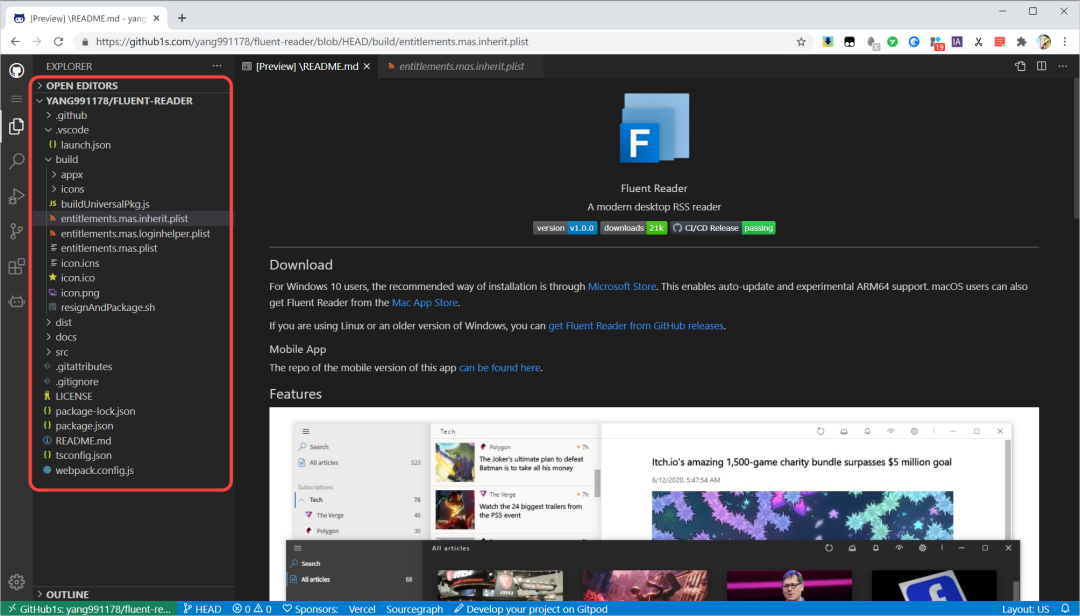 [Preview] \README.md - yang
https://github1s.com/yang991178/fluent-reader/blob/HEAD/build/entitlements.mas.inherit.plist
19
IA
EXPLORER
[Preview] \README.md
entitlements.mas.inherit.plist
OPEN EDITORS
YANG991178/FLUENT-READER
.github
.vscode
launch.json
build
appx
icons
JS buildUniversalPkg.js
entitlements.mas.inherit.plist
entitlements.mas.loginhelper.plist
entitlements.mas.plist
icon.icns
icon.ico
icon.png
resignAndPackage.sh
dist
docs
src
.gitattributes
.gitignore
LICENSE
package-lock.json
package.json
README.md
tsconfig.json
webpack.config.js
OUTLINE
F
Fluent Reader
A modern desktop RSS reader
version v1.0.0 downloads 21k CI/CD Release passing
Download
For Windows 10 users, the recommended way of installation is through Microsoft Store. This enables auto-update and experimental ARM64 support. macOS users can also
get Fluent Reader from the Mac App Store.
If you are using Linux or an older version of Windows, you can get Fluent Reader from GitHub releases.
Mobile App
The repo of the mobile version of this app can be found here.
Features
Search
All articles 523
Subscriptions
Tech 78
The Verge 48
Polygon 30
Tech
Polygon 7h
The Joker's ultimate plan to defeat
Batman is to take all his money
The Verge 7h
Watch the 24 biggest trailers from
the PS5 event
Itch.io's amazing 1,500-game charity bundle surpasses $5 million goal
6/12/2020, 5:47:54 AM
All articles
Search
All articles 68
GitHub1s: yang991178/fluent-re... HEAD 0 0 Sponsors: Vercel Sourcegraph Develop your project on Gitpod Layout: US